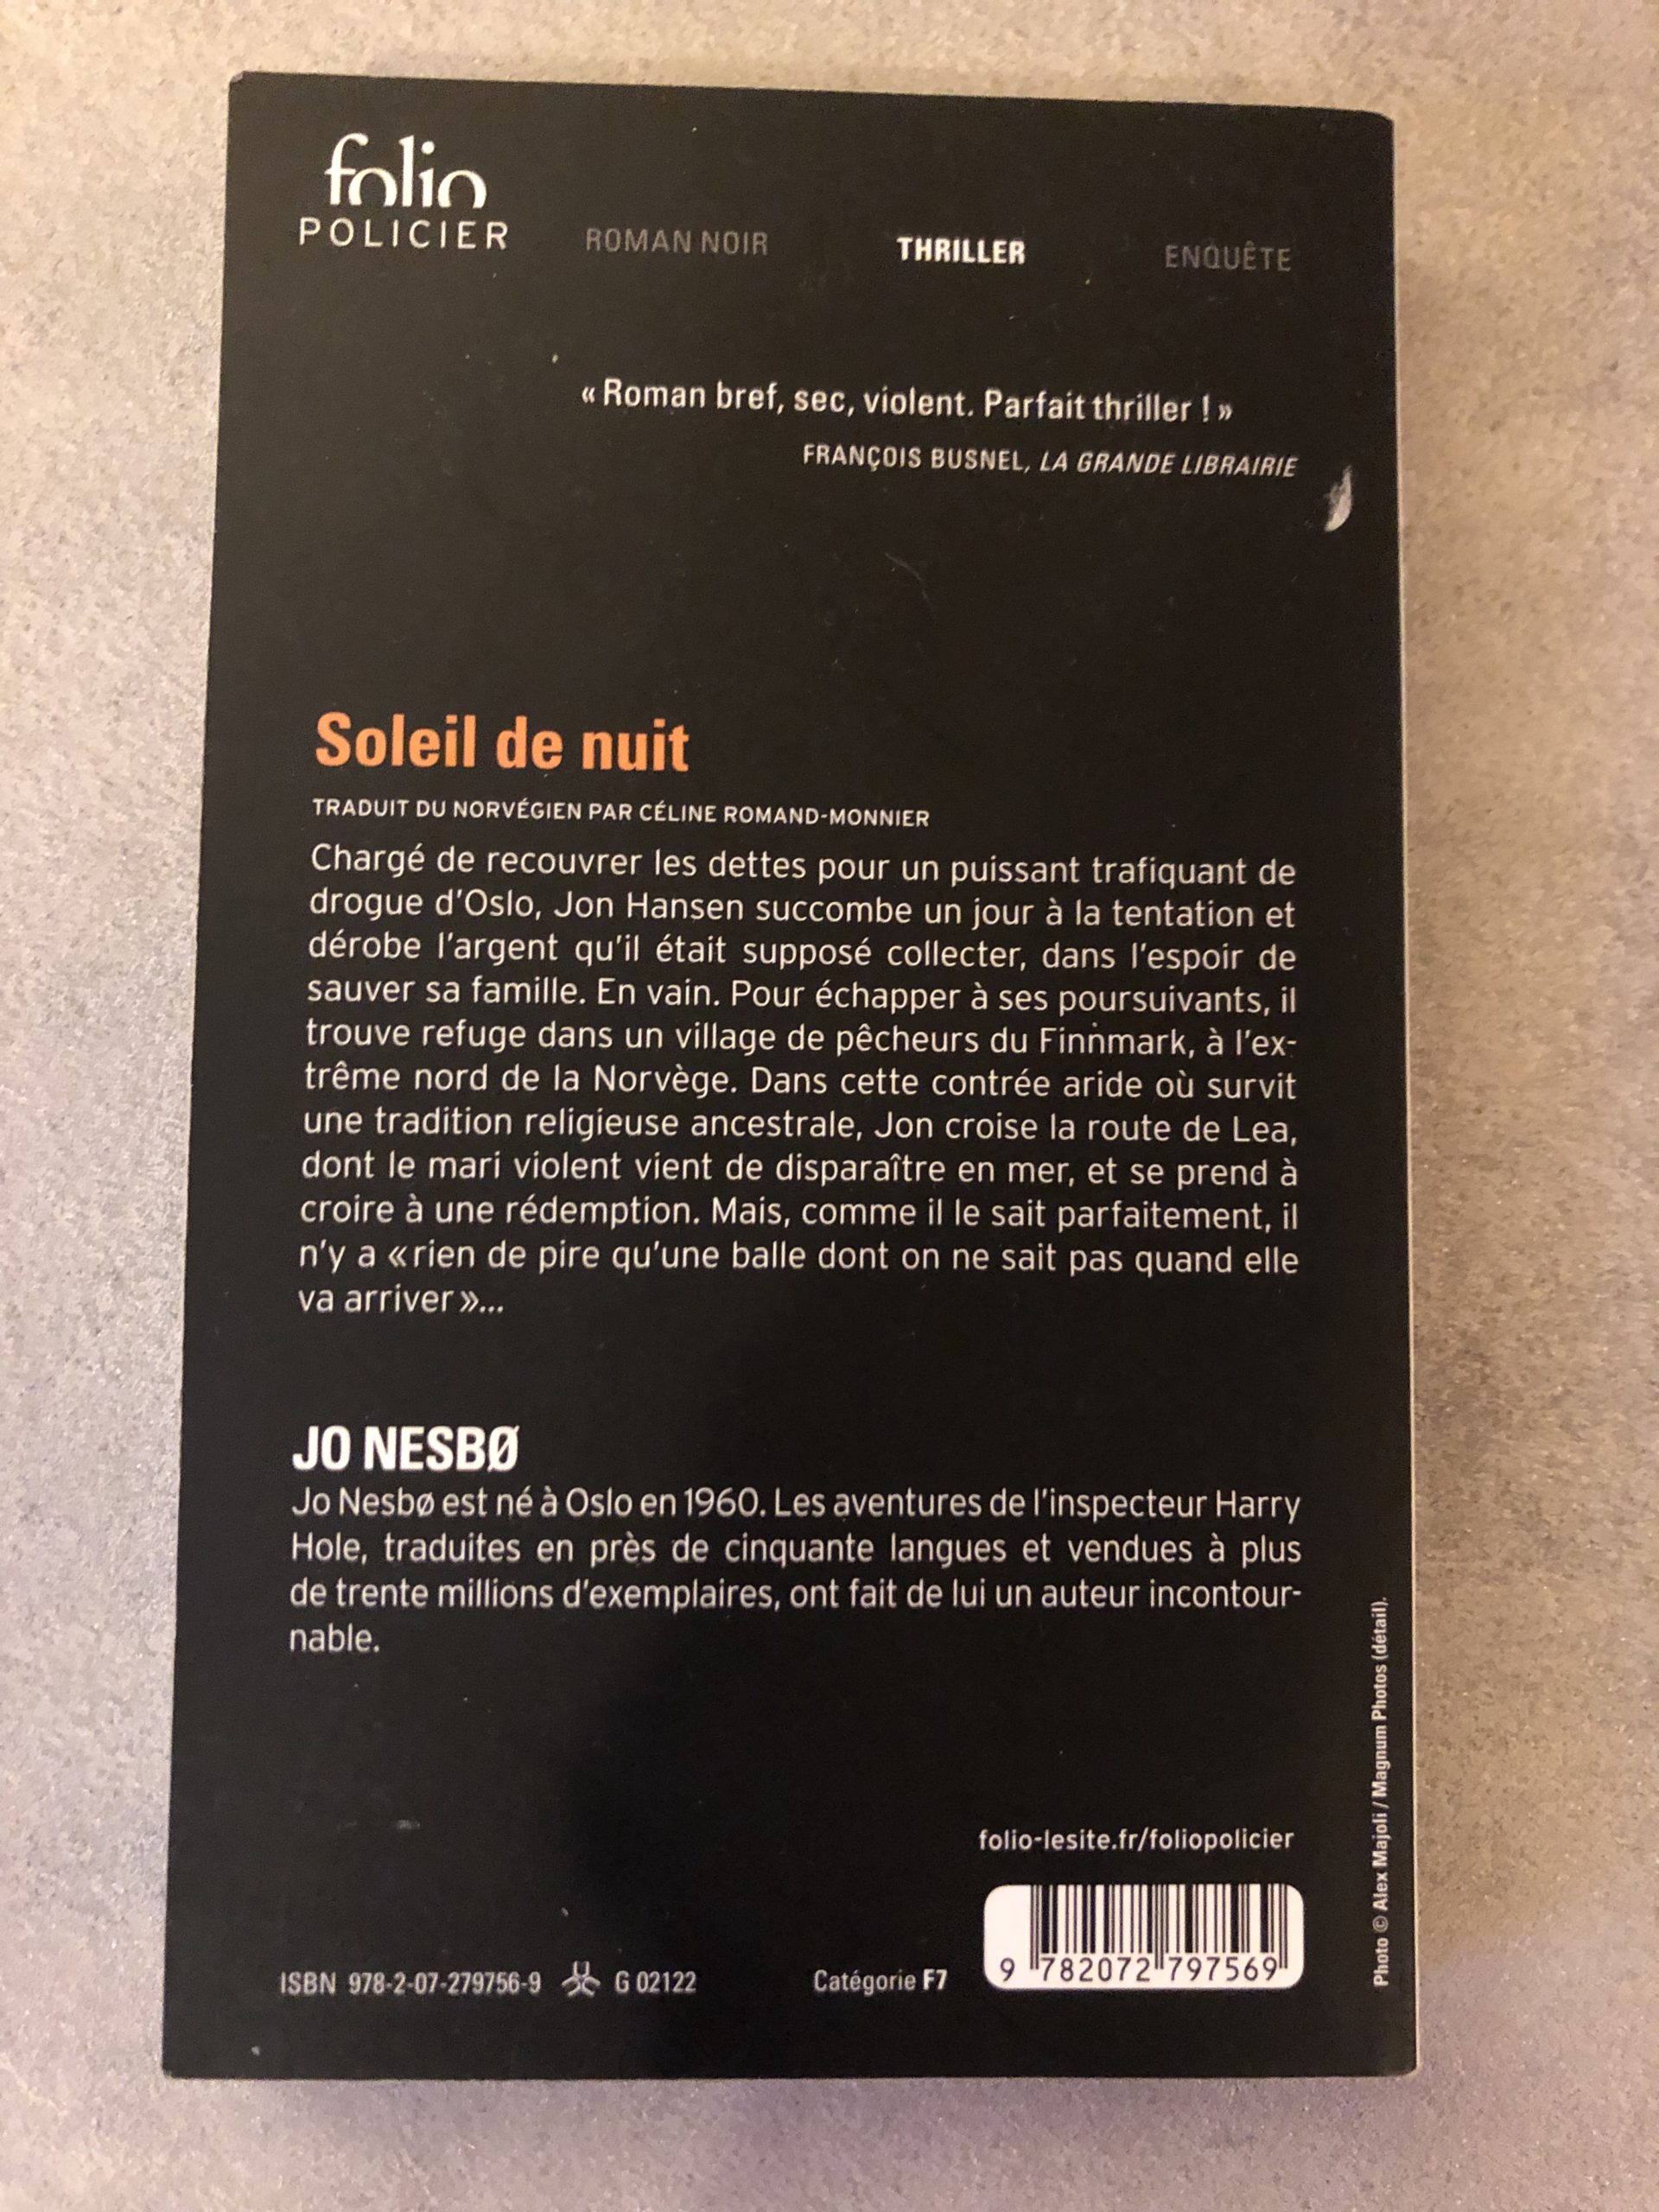 folio
POLICIER
ROMAN NOIR THRILLER ENQUÊTE
« Roman bref, sec, violent. Parfait thriller ! »
FRANÇOIS BUSNEL, LA GRANDE LIBRAIRIE
Soleil de nuit
TRADUIT DU NORVÉGIEN PAR CÉLINE ROMAND-MONNIER
Chargé de recouvrer les dettes pour un puissant trafiquant de
drogue d'Oslo, Jon Hansen succombe un jour à la tentation et
dérobe l'argent qu'il était supposé collecter, dans l'espoir de
sauver sa famille. En vain. Pour échapper à ses poursuivants, il
trouve refuge dans un village de pêcheurs du Finnmark, à l'ex-
trême nord de la Norvège. Dans cette contrée aride où survit
une tradition religieuse ancestrale, Jon croise la route de Lea,
dont le mari violent vient de disparaître en mer, et se prend à
croire à une rédemption. Mais, comme il le sait parfaitement, il
n'y a « rien de pire qu'une balle dont on ne sait pas quand elle
va arriver »...
JO NESBØ
Jo Nesbø est né à Oslo en 1960. Les aventures de l'inspecteur Harry
Hole, traduites en près de cinquante langues et vendues à plus
de trente millions d'exemplaires, ont fait de lui un auteur incontour-
nable.
folio-lesite.fr/foliopolicier
ISBN 978-2-07-279756-9 G 02122 Catégorie F7
9 782072 797569
Photo © Alex Majoli / Magnum Photos (détail).